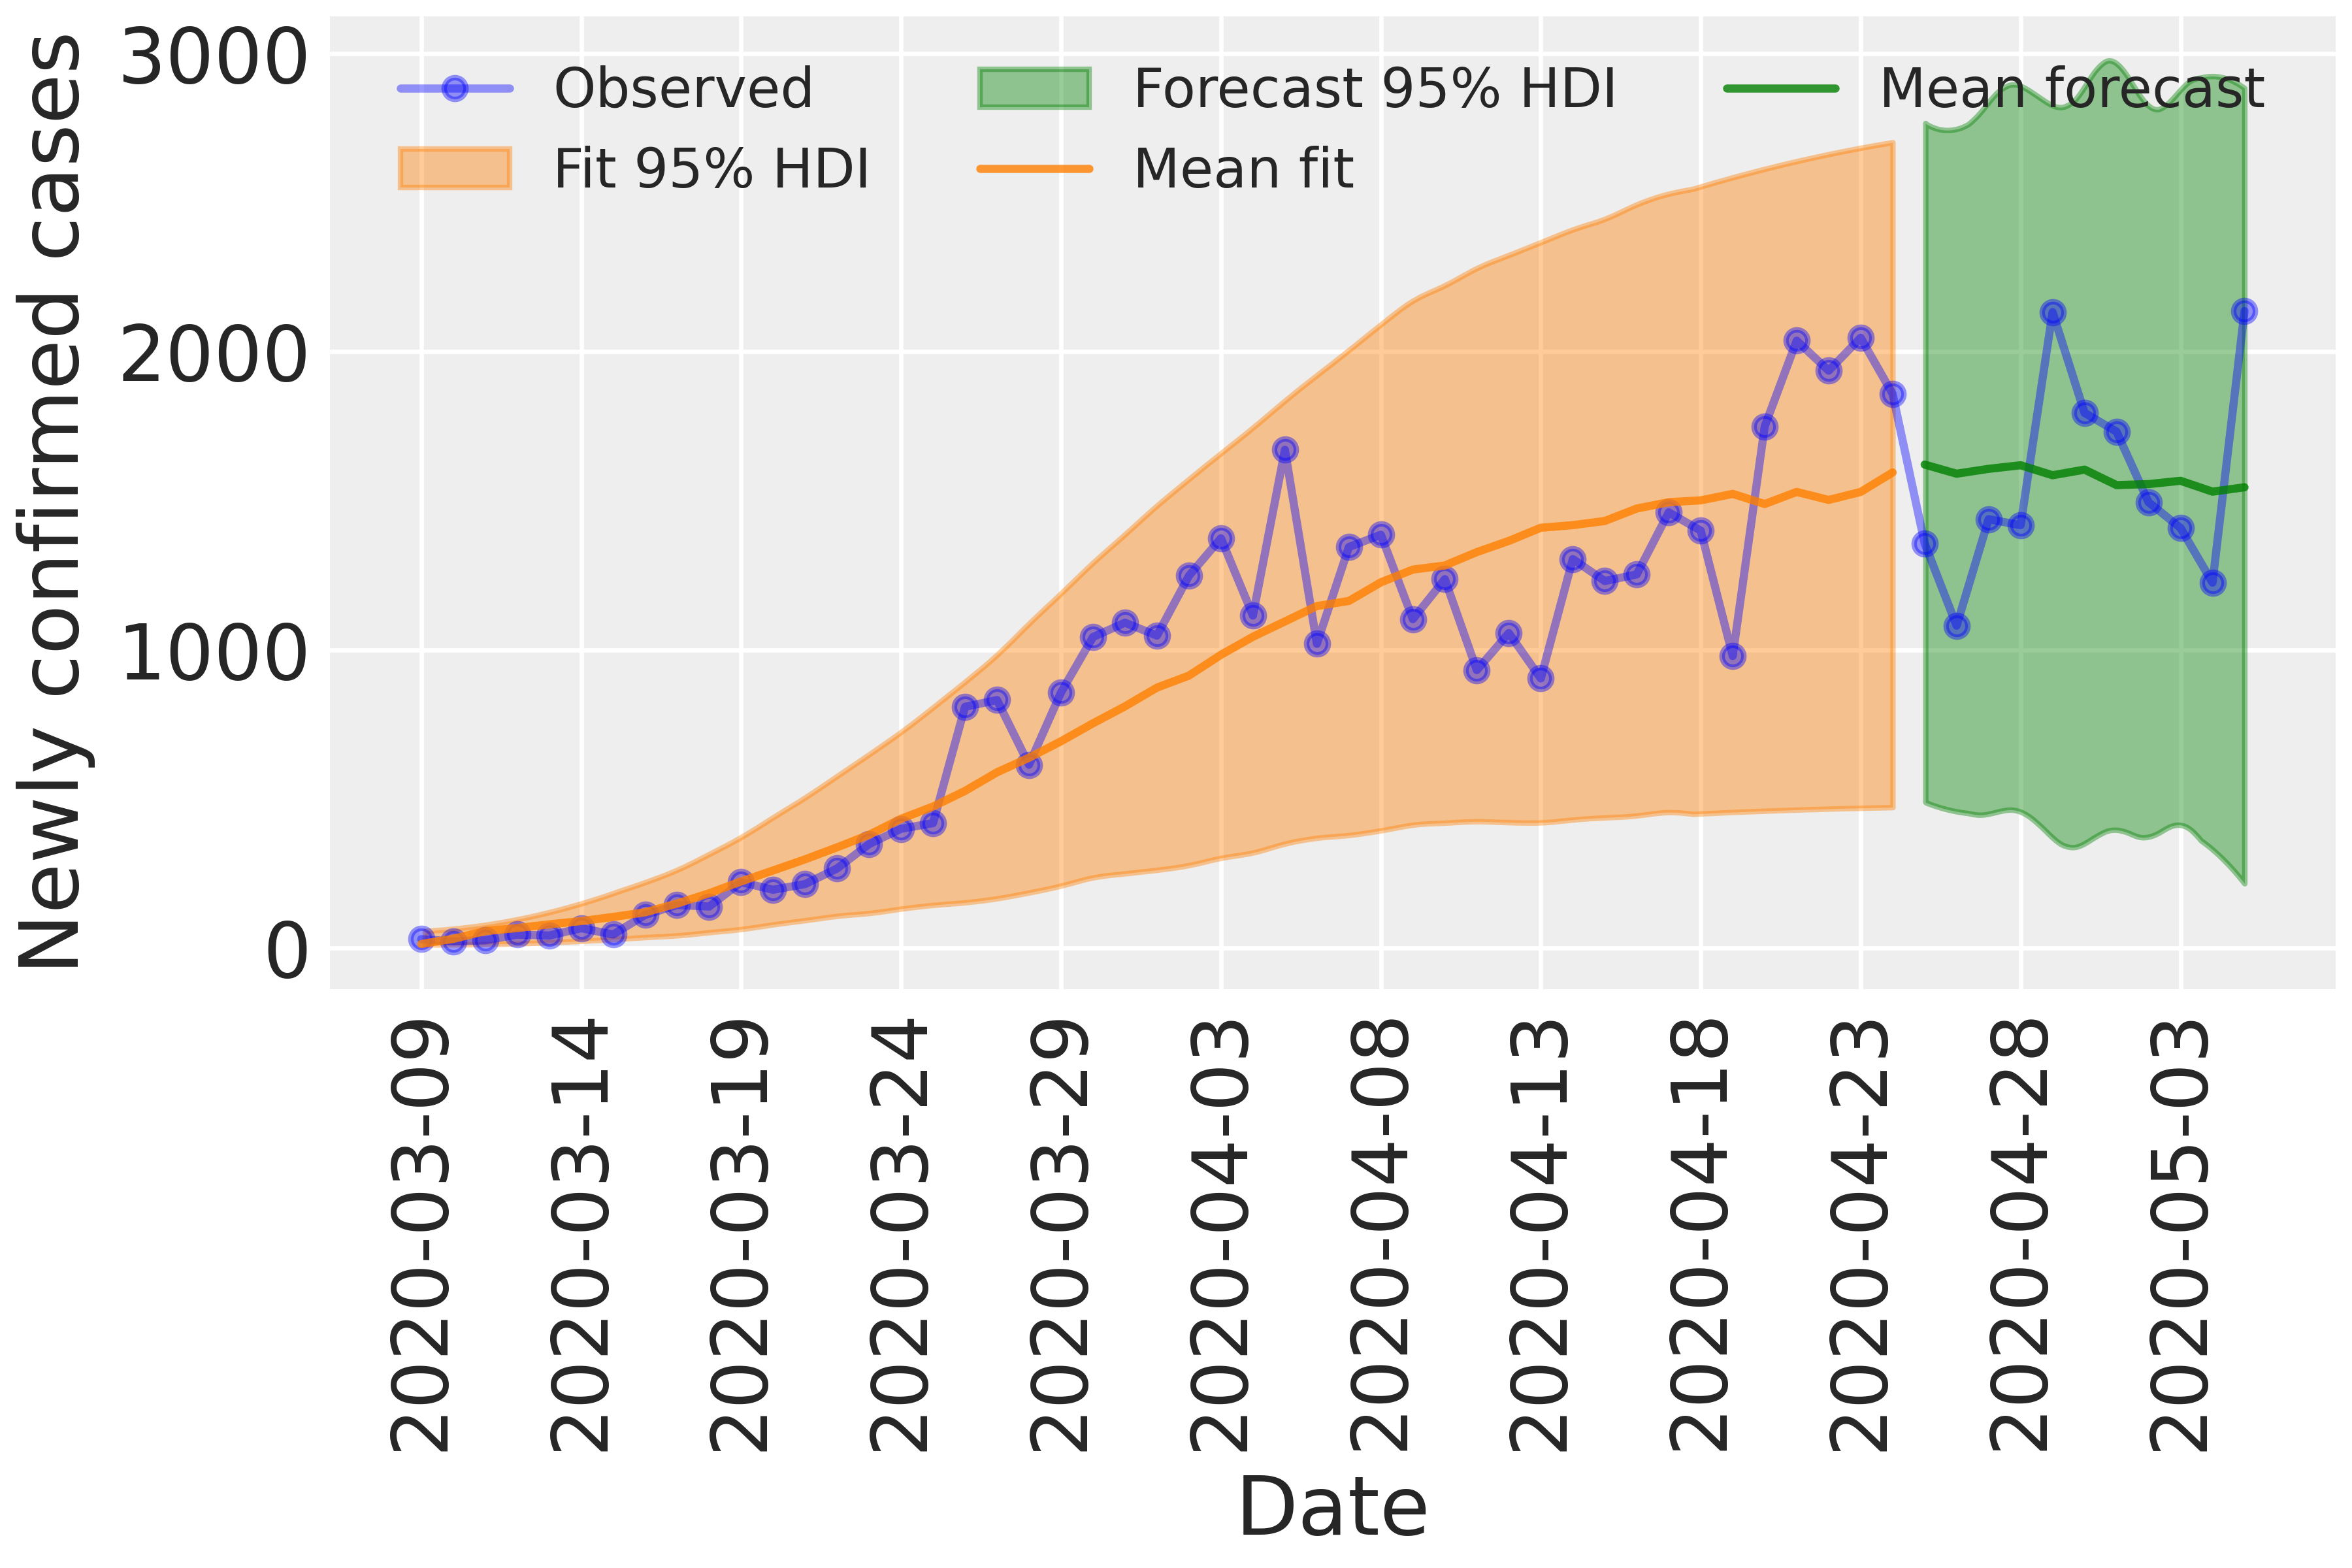 Newly confirmed cases
3000
2000
1000
0
Observed
Fit 95% HDI
Forecast 95% HDI
Mean fit
Mean forecast
2020-03-09
2020-03-14
2020-03-19
2020-03-24
2020-03-29
2020-04-03
2020-04-08
2020-04-13
2020-04-18
2020-04-23
2020-04-28
2020-05-03
Date